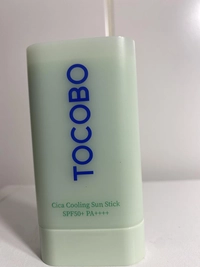 TOCOBO
Cica Cooling Sun Stick
SPF50+ PA++++